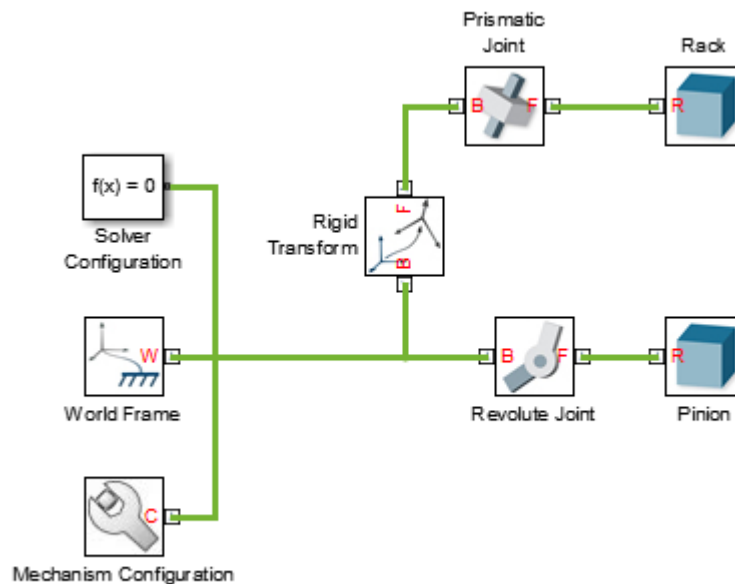 Prismatic
Joint
Rack
B
F
R
f(x) = 0
Solver
Configuration
F
Rigid
Transform
B
W
B
F
R
World Frame
Revolute Joint
Pinion
C
Mechanism Configuration